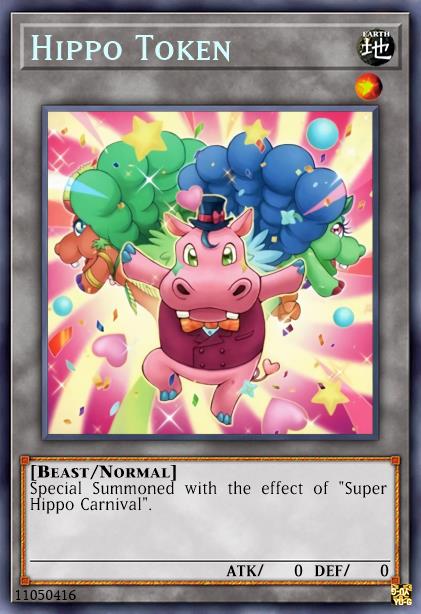 HIPPO TOKEN
EARTH
地
[BEAST/NORMAL]
Special Summoned with the effect of "Super
Hippo Carnival".
ATK/ 0 DEF/ 0
11050416